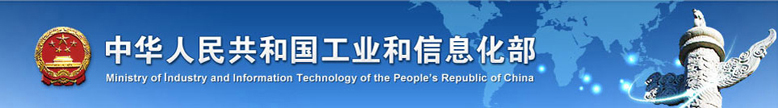 中华人民共和国工业和信息化部
Ministry of Industry and Information Technology of the People's Republic of China